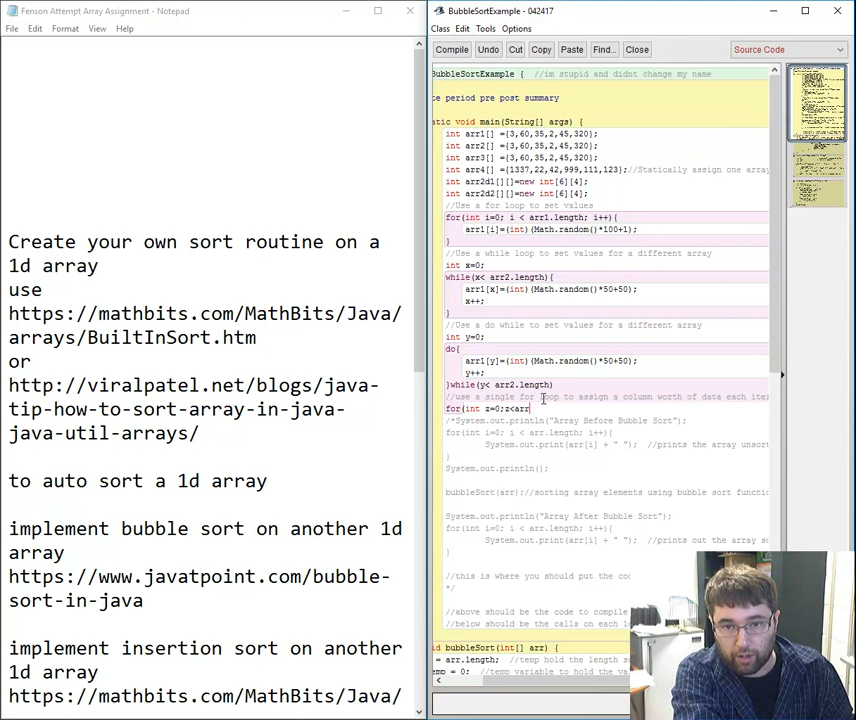 Fenson Attempt Array Assignment - Notepad
File Edit Format View Help
Create your own sort routine on a
1d array
use
https://mathbits.com/MathBits/Java/
arrays/BuiltInSort.htm
or
http://viralpatel.net/blogs/java-
tip-how-to-sort-array-in-java-
java-util-arrays/
to auto sort a 1d array
implement bubble sort on another 1d
array
https://www.javatpoint.com/bubble-
sort-in-java
implement insertion sort on another
1d array
https://mathbits.com/MathBits/Java/
BubbleSortExample - 042417
Class Edit Tools Options
Compile Undo Cut Copy Paste Find... Close Source Code
BubbleSortExample { //im stupid and didnt change my name
te period pre post summary
atic void main(String[] args) {
int arr1[] ={3,60,35,2,45,320};
int arr2[] ={3,60,35,2,45,320};
int arr3[] ={3,60,35,2,45,320};
int arr4[] ={1337,22,42,999,111,123};//Statically assign one array
int arr2d1[][]=new int[6][4];
int arr2d2[][]=new int[6][4];
//Use a for loop to set values
for(int i=0; i < arr1.length; i++){
arr1[i]=(int)(Math.random()*100+1);
}
//Use a while loop to set values for a different array
int x=0;
while(x< arr2.length){
arr1[x]=(int)(Math.random()*50+50);
x++;
}
//Use a do while to set values for a different array
int y=0;
do{
arr1[y]=(int)(Math.random()*50+50);
y++;
}while(y< arr2.length)
//use a single for loop to assign a column worth of data each iter
for(int z=0;z<arr
/*System.out.println("Array Before Bubble Sort");
for(int i=0; i < arr.length; i++){
System.out.print(arr[i] + " "); //prints the array unsort
}
System.out.println();
bubbleSort(arr);//sorting array elements using bubble sort functio
System.out.println("Array After Bubble Sort");
for(int i=0; i < arr.length; i++){
System.out.print(arr[i] + " "); //prints out the array so
}
//this is where you should put the co
*/
//above should be the code to compile
//below should be the calls on each l
d bubbleSort(int[] arr) {
= arr.length; //temp hold the length
emp = 0; //temp variable to hold the val